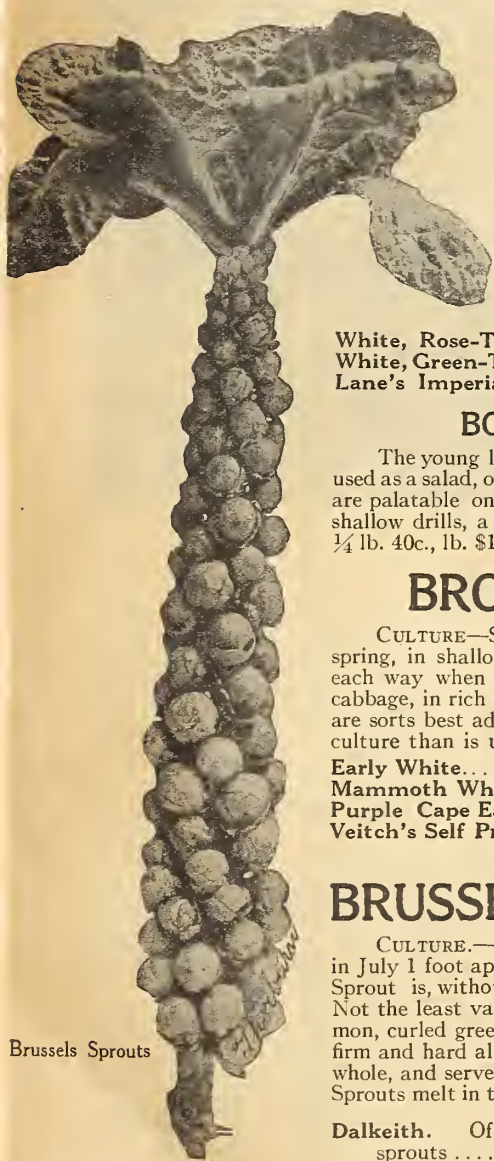 White, Rose-T
White, Green-T
Lane's Imperia
BO
The young l
used as a salad, o
are palatable on
shallow drills, a
¼ lb. 40c., lb. $1
BRO
CULTURE—S
spring, in shallo
each way when
cabbage, in rich
are sorts best ad
culture than is u
Early White...
Mammoth Wh
Purple Cape Ea
Veitch's Self Pr
BRUSSE
CULTURE.—
in July 1 foot ap
Sprout is, witho
Not the least va
mon, curled gree
firm and hard al
whole, and serve
Sprouts melt in t
Dalkeith. Of
sprouts ....
Brussels Sprouts